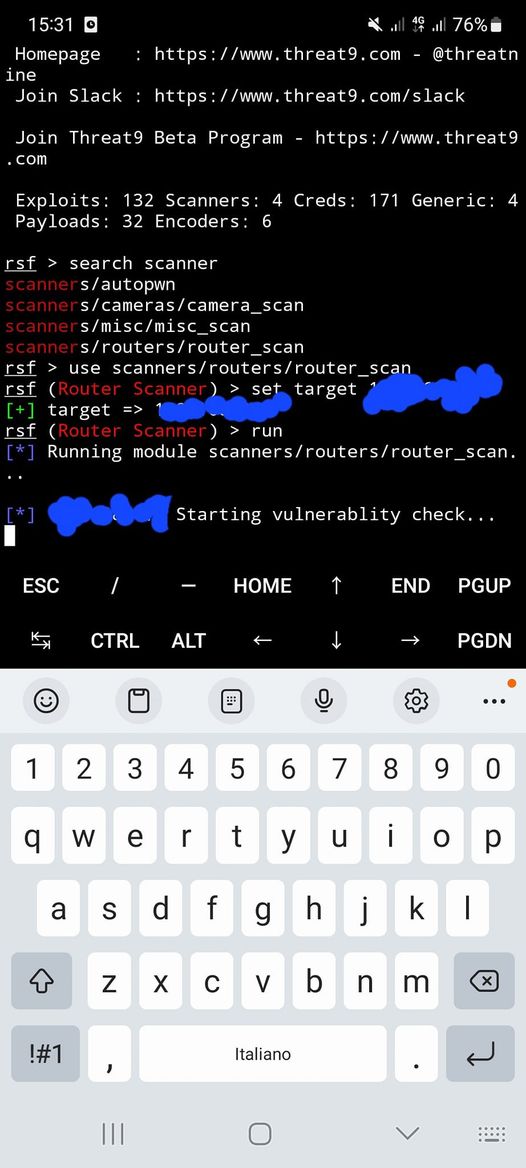 15:31 4G 76%
Homepage : https://www.threat9.com - @threatn
ine
Join Slack : https://www.threat9.com/slack
Join Threat9 Beta Program - https://www.threat9
.com
Exploits: 132 Scanners: 4 Creds: 171 Generic: 4
Payloads: 32 Encoders: 6
rsf > search scanner
scanners/autopwn
scanners/cameras/camera_scan
scanners/misc/misc_scan
scanners/routers/router_scan
rsf > use scanners/routers/router_scan
rsf (Router Scanner) > set target
[+] target =>
rsf (Router Scanner) > run
[*] Running module scanners/routers/router_scan.
..
[*] Starting vulnerablity check...
ESC / — HOME ↑ END PGUP
↹ CTRL ALT ← ↓ → PGDN
1 2 3 4 5 6 7 8 9 0
q w e r t y u i o p
a s d f g h j k l
z x c v b n m
!#1 , Italiano .